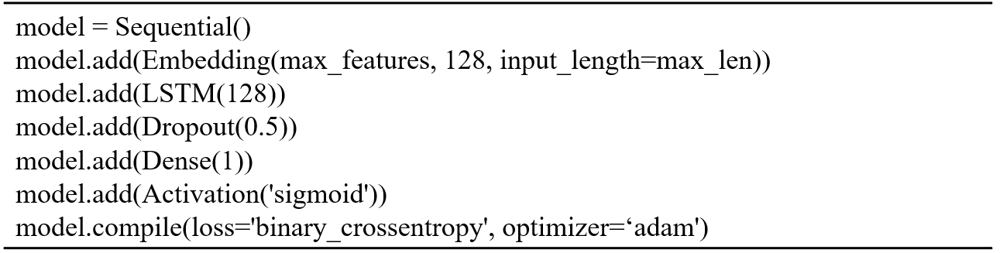 model = Sequential()
model.add(Embedding(max_features, 128, input_length=max_len))
model.add(LSTM(128))
model.add(Dropout(0.5))
model.add(Dense(1))
model.add(Activation('sigmoid'))
model.compile(loss='binary_crossentropy', optimizer=‘adam')